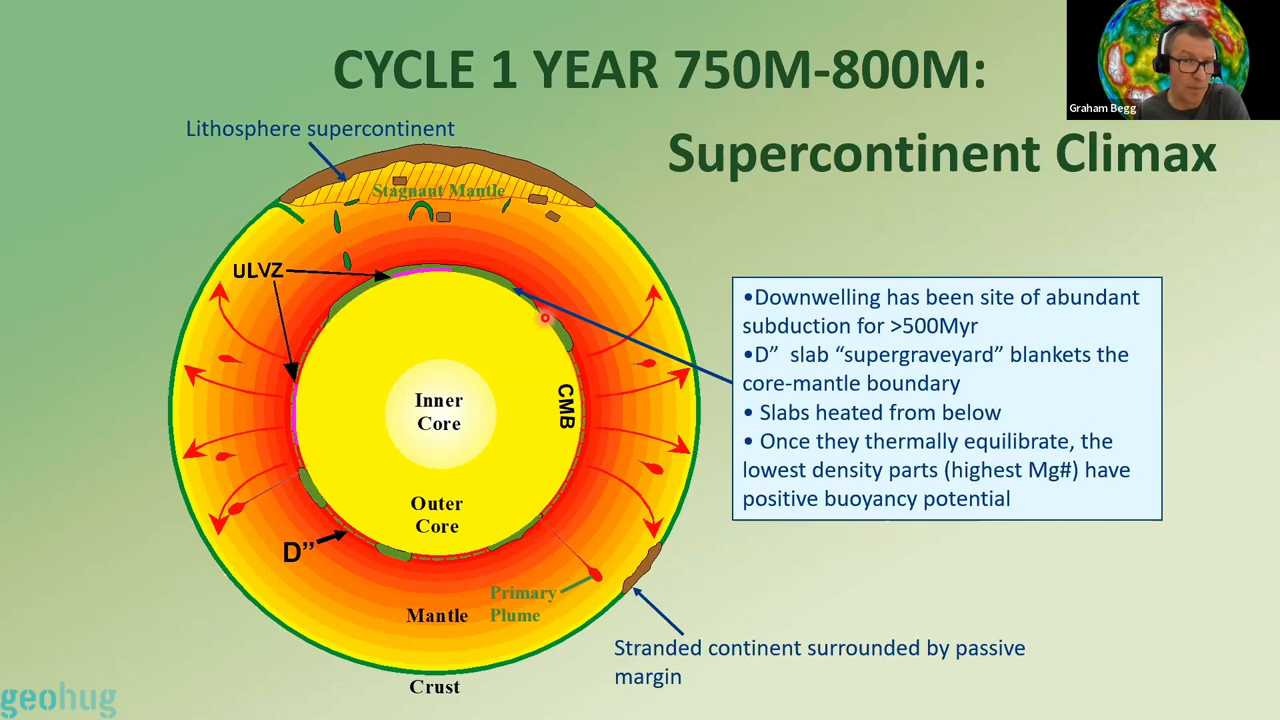 CYCLE 1 YEAR 750M-800M:
Graham Begg
Lithosphere supercontinent
Supercontinent Climax
Stagnant Mantle
ULVZ
•Downwelling has been site of abundant
subduction for >500Myr
•D” slab “supergraveyard” blankets the
core-mantle boundary
• Slabs heated from below
• Once they thermally equilibrate, the
lowest density parts (highest Mg#) have
positive buoyancy potential
CMB
Inner
Core
Outer
Core
D”
Primary
Plume
Mantle
Stranded continent surrounded by passive
margin
Crust
geohug